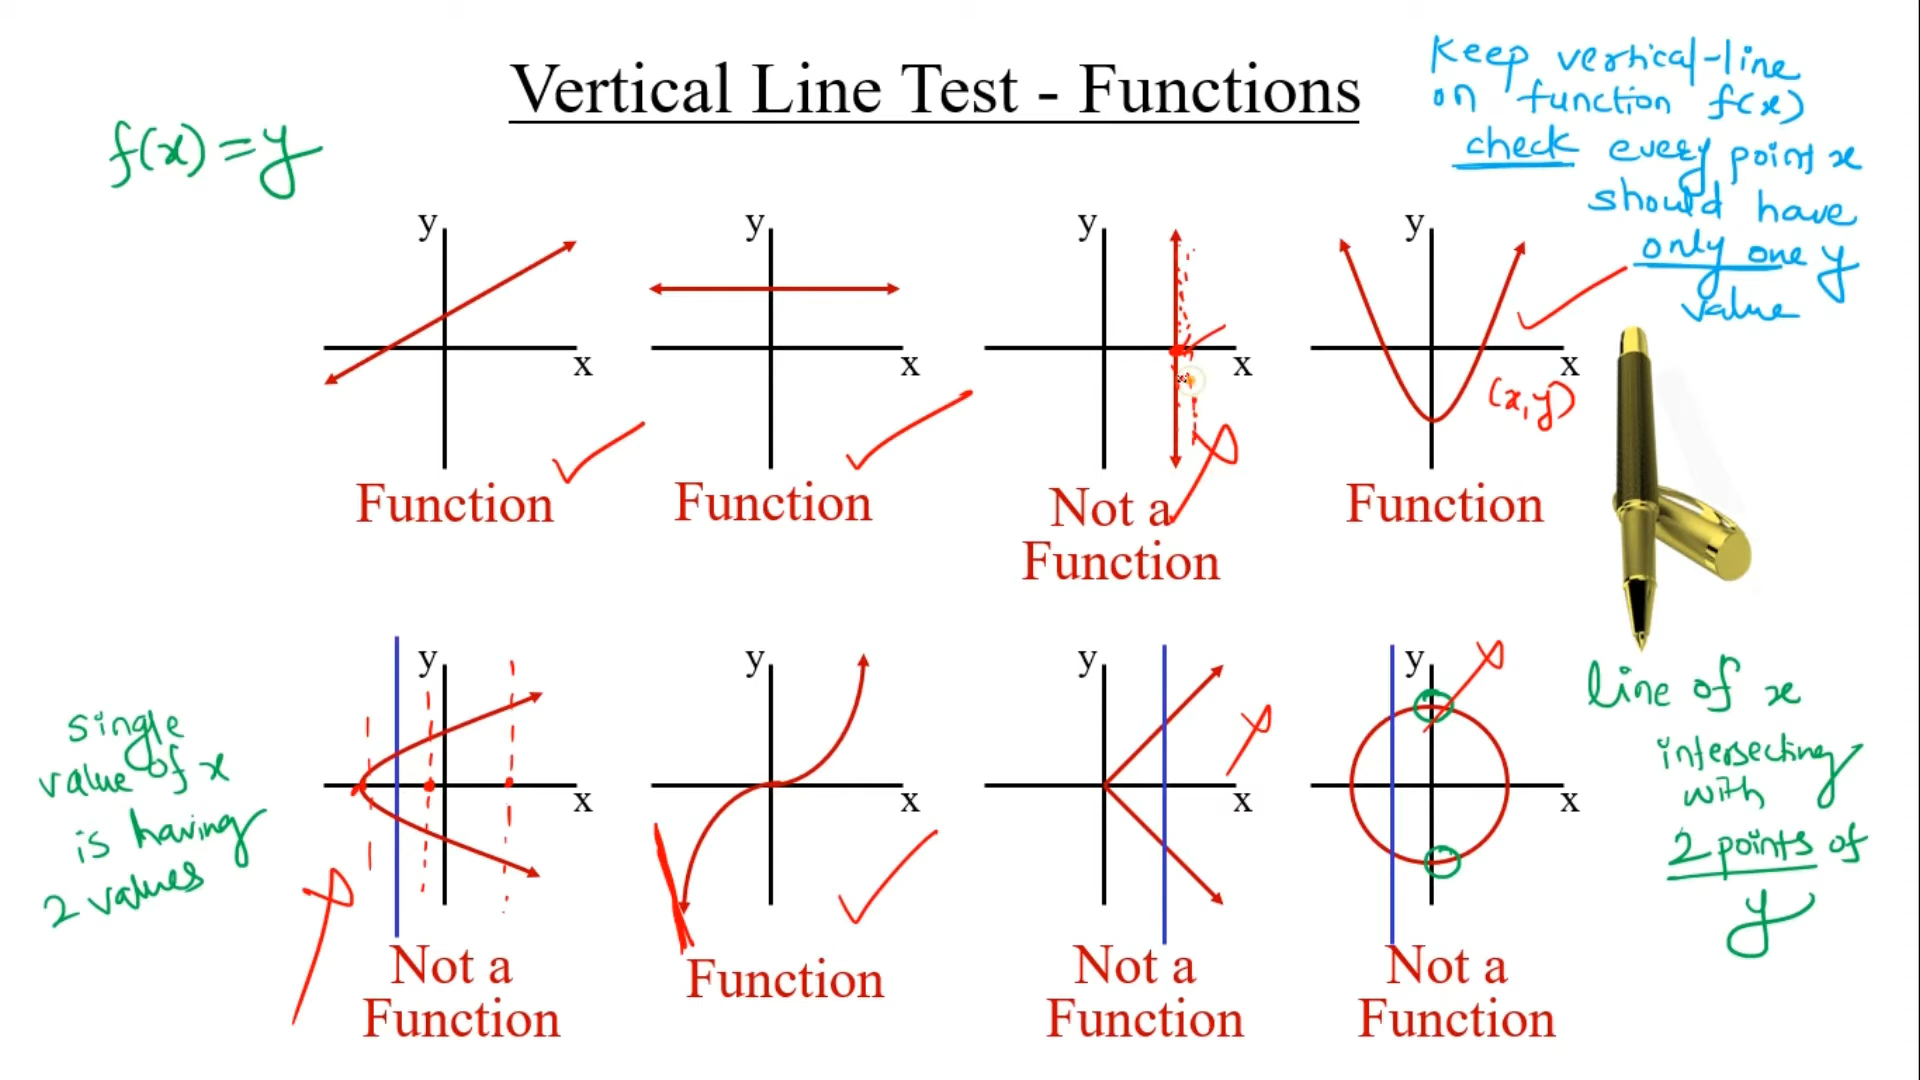 Vertical Line Test - Functions
f(x) = y
Keep vertical-line
on function f(x)
check every point x
should have
only one y
value
y
x
y
x
y
x
y
x
(x,y)
Function
Function
Not a
Function
Function
y
x
y
x
y
x
y
x
single
value of x
is having
2 values
line of x
intersecting
with
2 points of
y
Not a
Function
Function
Not a
Function
Not a
Function